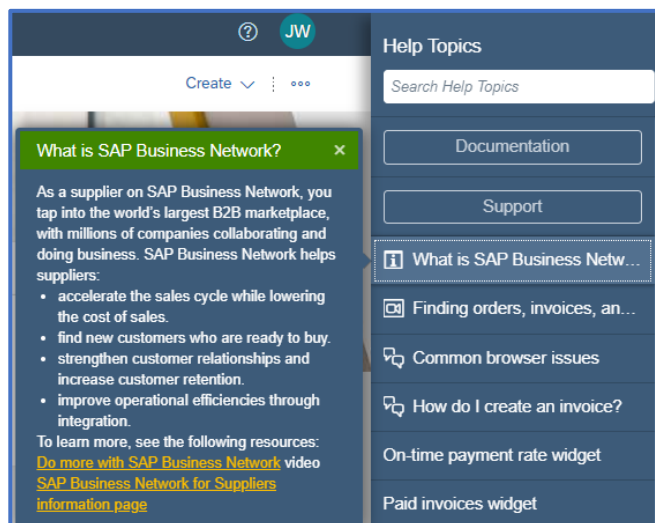 JW
Create
What is SAP Business Network?
As a supplier on SAP Business Network, you
tap into the world's largest B2B marketplace,
with millions of companies collaborating and
doing business. SAP Business Network helps
suppliers:
• accelerate the sales cycle while lowering
the cost of sales.
• find new customers who are ready to buy.
• strengthen customer relationships and
increase customer retention.
• improve operational efficiencies through
integration.
To learn more, see the following resources:
Do more with SAP Business Network video
SAP Business Network for Suppliers
information page
Help Topics
Search Help Topics
Documentation
Support
What is SAP Business Netw...
Finding orders, invoices, an...
Common browser issues
How do I create an invoice?
On-time payment rate widget
Paid invoices widget